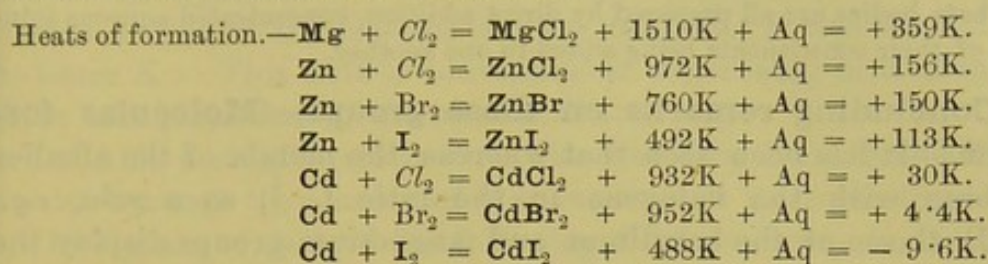 Heats of formation.—Mg + Cl₂ = MgCl₂ + 1510K + Aq = +359K.
Zn + Cl₂ = ZnCl₂ + 972K + Aq = +156K.
Zn + Br₂ = ZnBr + 760K + Aq = +150K.
Zn + I₂ = ZnI₂ + 492K + Aq = +113K.
Cd + Cl₂ = CdCl₂ + 932K + Aq = + 30K.
Cd + Br₂ = CdBr₂ + 952K + Aq = + 4·4K.
Cd + I₂ = CdI₂ + 488K + Aq = − 9·6K.